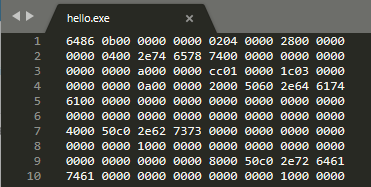 hello.exe ×
1 6486 0b00 0000 0000 0204 0000 2800 0000
2 0000 0400 2e74 6578 7400 0000 0000 0000
3 0000 0000 a000 0000 cc01 0000 1c03 0000
4 0000 0000 0a00 0000 2000 5060 2e64 6174
5 6100 0000 0000 0000 0000 0000 0000 0000
6 0000 0000 0000 0000 0000 0000 0000 0000
7 4000 50c0 2e62 7373 0000 0000 0000 0000
8 0000 0000 1000 0000 0000 0000 0000 0000
9 0000 0000 0000 0000 8000 50c0 2e72 6461
10 7461 0000 0000 0000 0000 0000 1000 0000